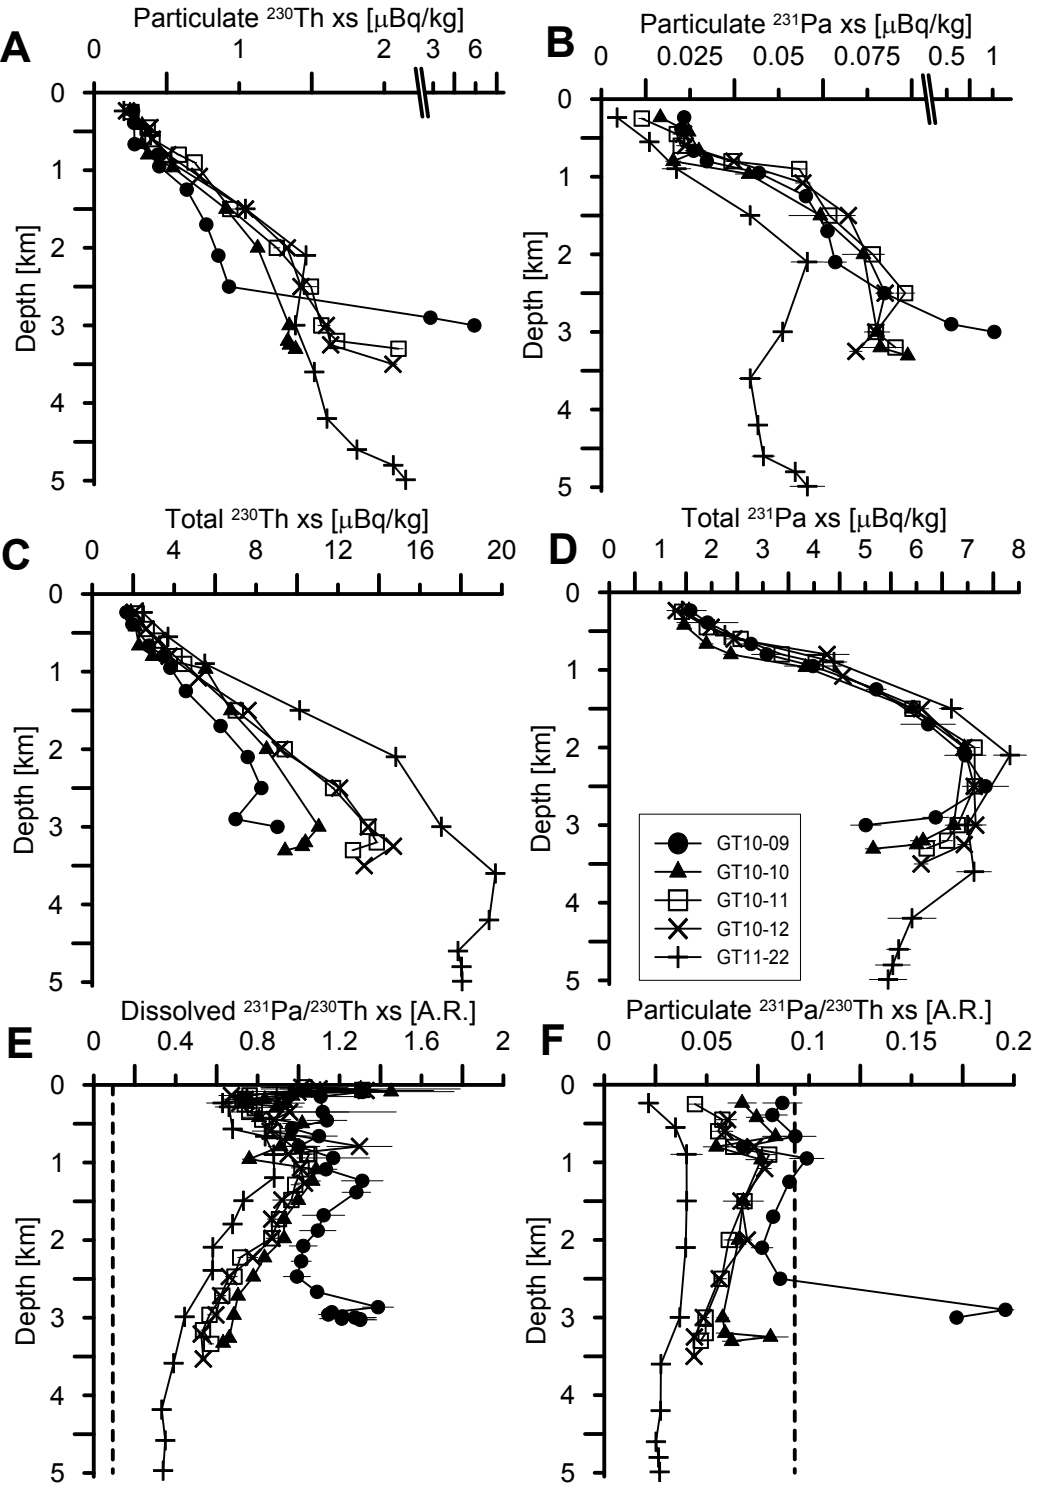 Particulate ²³⁰Th xs [µBq/kg]
A
0 1 2 3 6
0
1
2
3
4
5
Depth [km]
Particulate ²³¹Pa xs [µBq/kg]
B
0 0.025 0.05 0.075 0.5 1
0
1
2
3
4
5
Depth [km]
Total ²³⁰Th xs [µBq/kg]
C
0 4 8 12 16 20
0
1
2
3
4
5
Depth [km]
Total ²³¹Pa xs [µBq/kg]
D
0 1 2 3 4 5 6 7 8
0
1
2
3
4
5
Depth [km]
GT10-09
GT10-10
GT10-11
GT10-12
GT11-22
Dissolved ²³¹Pa/²³⁰Th xs [A.R.]
E
0 0.4 0.8 1.2 1.6 2
0
1
2
3
4
5
Depth [km]
Particulate ²³¹Pa/²³⁰Th xs [A.R.]
F
0 0.05 0.1 0.15 0.2
0
1
2
3
4
5
Depth [km]